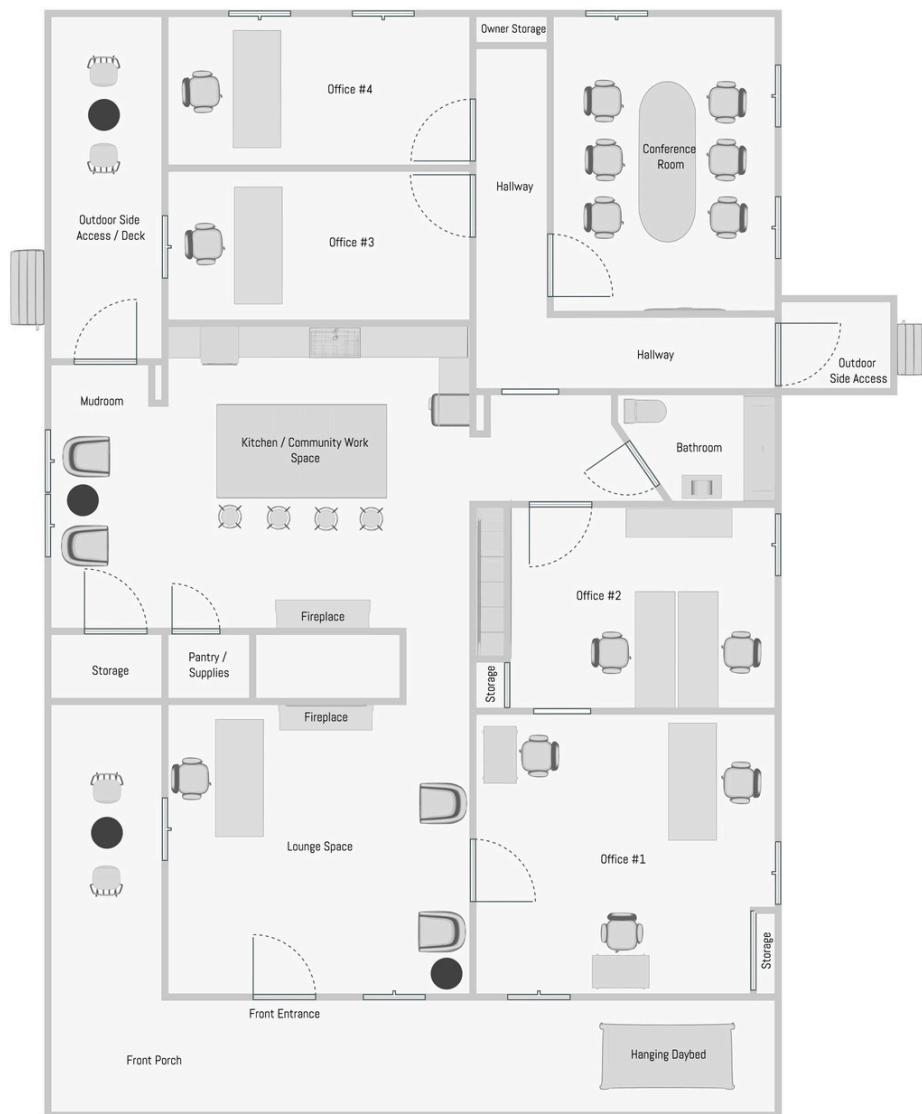 Owner Storage
Office #4
Conference
Room
Hallway
Outdoor Side
Access / Deck
Office #3
Hallway
Outdoor
Side Access
Mudroom
Kitchen / Community Work
Space
Bathroom
Office #2
Fireplace
Storage
Pantry /
Supplies
Storage
Fireplace
Lounge Space
Office #1
Storage
Front Entrance
Front Porch
Hanging Daybed